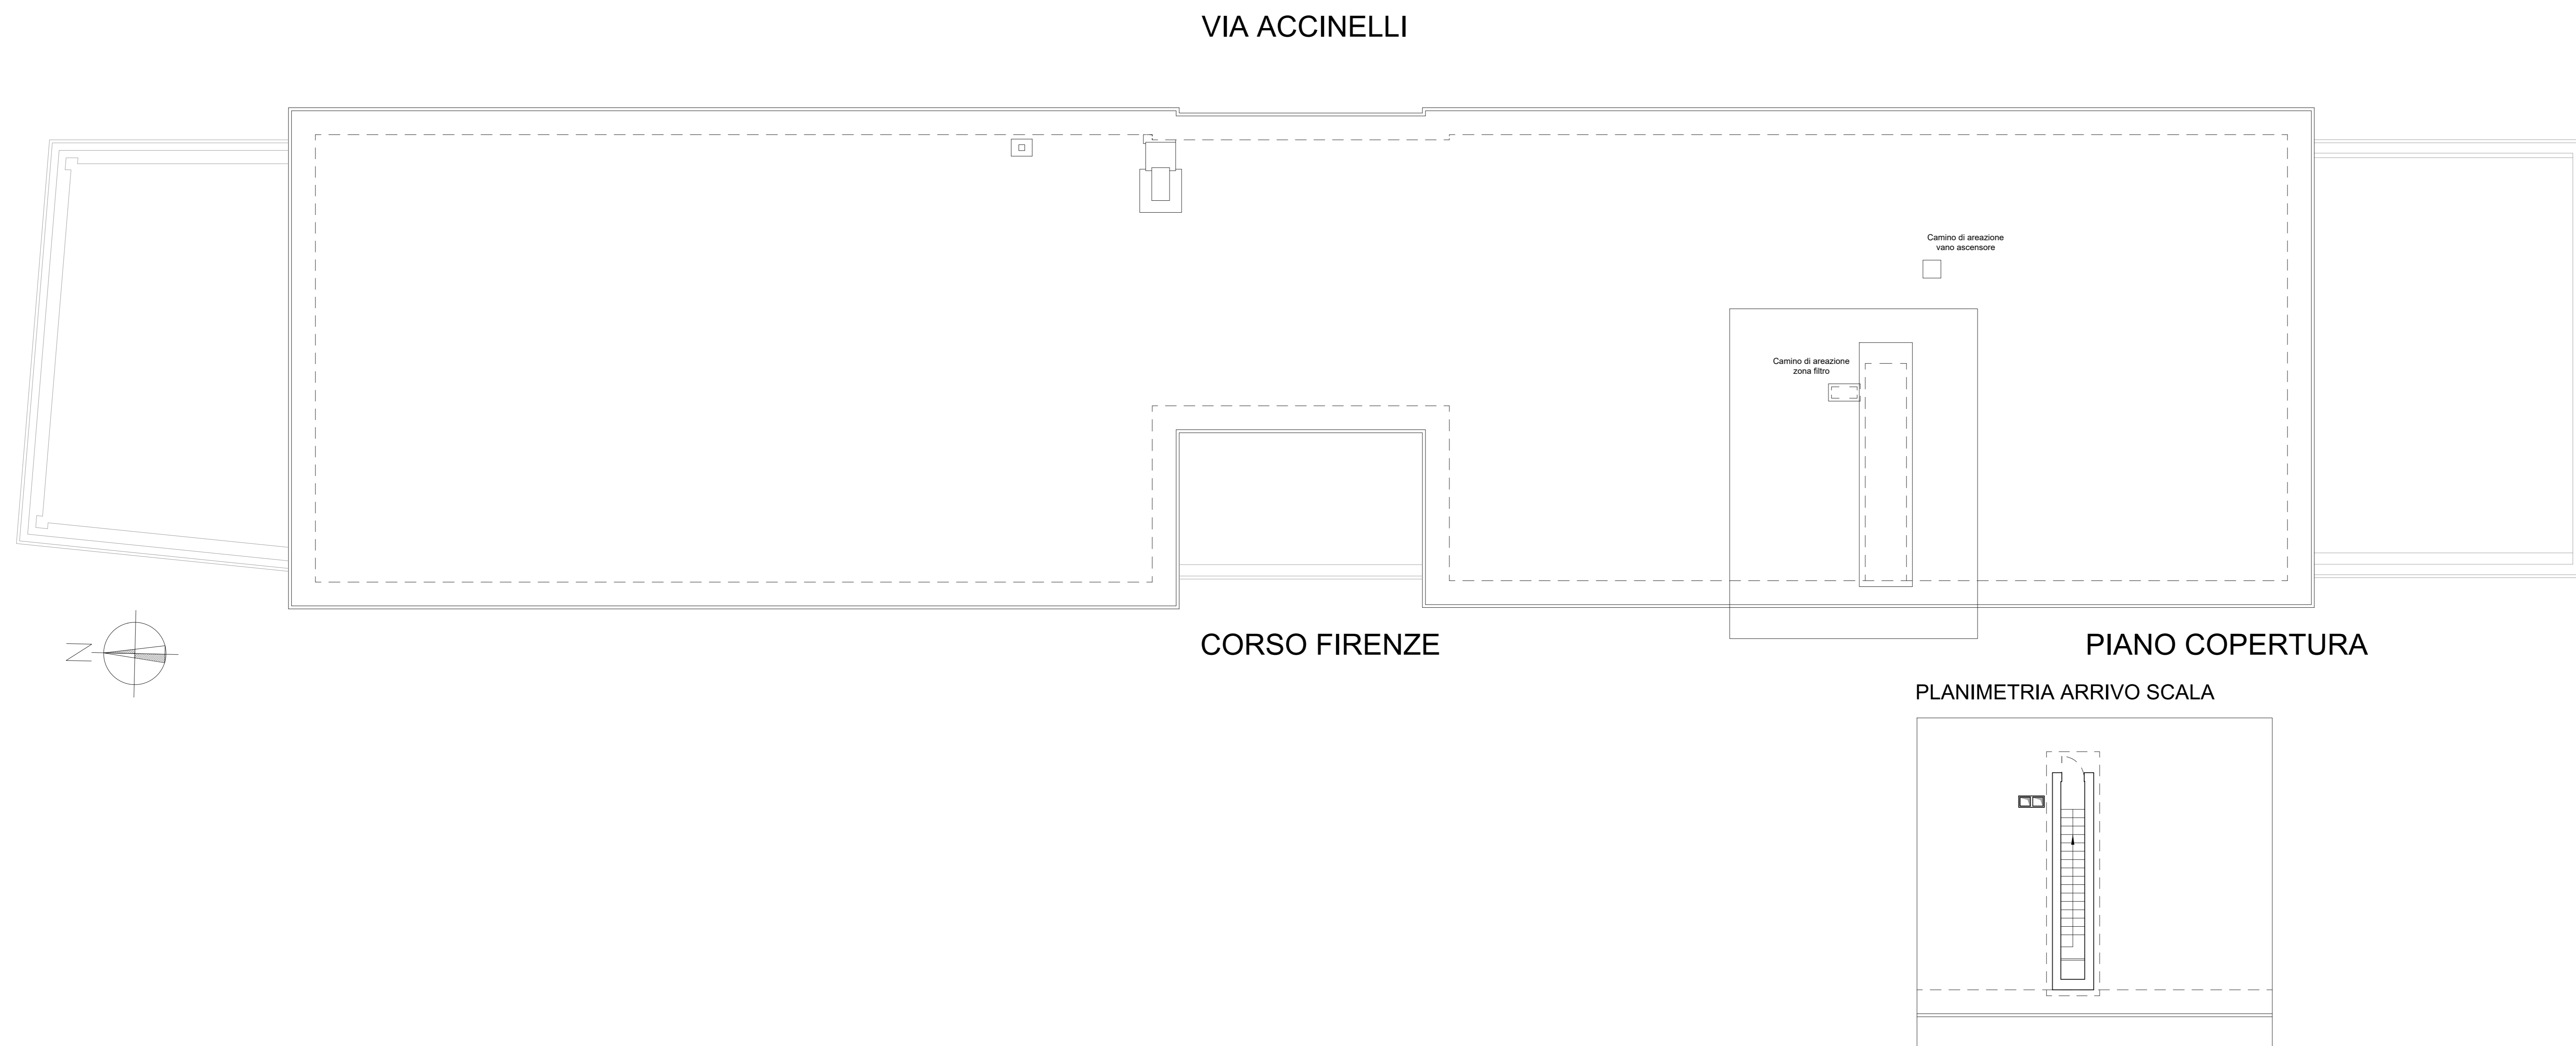 VIA ACCINELLI
Camino di areazione
vano ascensore
Camino di areazione
zona filtro
CORSO FIRENZE
PIANO COPERTURA
N
PLANIMETRIA ARRIVO SCALA